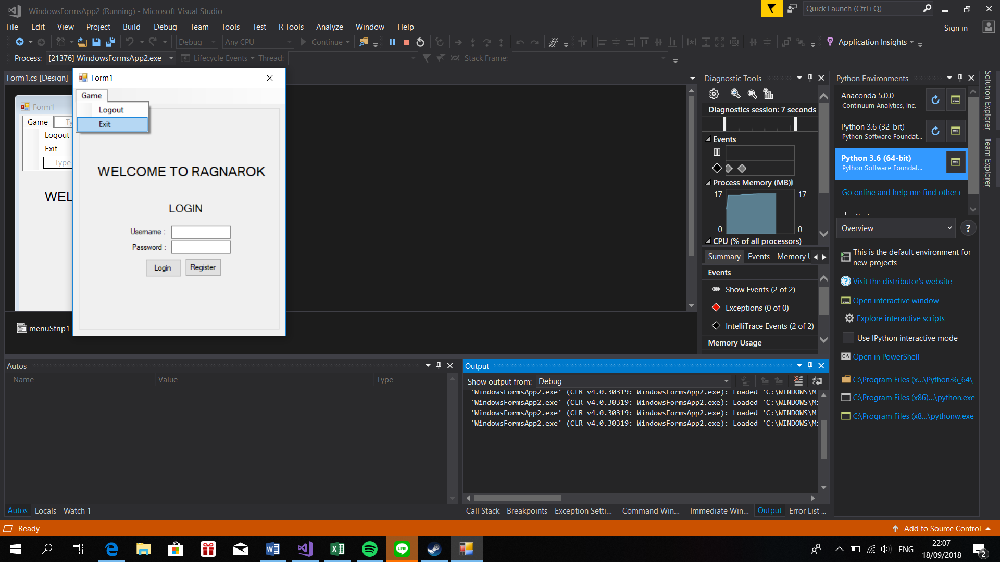 WindowsFormsApp2 (Running) - Microsoft Visual Studio
Quick Launch (Ctrl+Q)
File Edit View Project Build Debug Team Tools Test R Tools Analyze Window Help
Sign in
Debug Any CPU Continue Application Insights
Process: [21376] WindowsFormsApp2.exe Lifecycle Events Thread: Stack Frame:
Form1.cs [Design]
Form1
Game
Logout
Exit
WELCOME TO RAGNAROK
LOGIN
Username :
Password :
Login Register
Form1
Game Ty
Logout
Exit
Type
WEL
menuStrip1
Diagnostic Tools
Diagnostics session: 7 seconds
Events
Process Memory (MB)
17 17
0 0
CPU (% of all processors)
Summary Events Memory U
Events
Show Events (2 of 2)
Exceptions (0 of 0)
IntelliTrace Events (2 of 2)
Memory Usage
Python Environments
Anaconda 5.0.0
Continuum Analytics, Inc.
Python 3.6 (32-bit)
Python Software Foundat...
Python 3.6 (64-bit)
Python Software Foundat...
Go online and help me find other e
Overview
?
This is the default environment for
new projects
Visit the distributor's website
Open interactive window
Explore interactive scripts
Use IPython interactive mode
Open in PowerShell
C:\Program Files (x...\Python36_64\
C:\Program Files (x86)...\python.exe
C:\Program Files (x8...\pythonw.exe
Solution Explorer
Team Explorer
Autos
Name Value Type
Autos Locals Watch 1
Output
Show output from: Debug
'WindowsFormsApp2.exe' (CLR v4.0.30319: WindowsFormsApp2.exe): Loaded 'C:\WINDOWS\Mi
'WindowsFormsApp2.exe' (CLR v4.0.30319: WindowsFormsApp2.exe): Loaded 'C:\WINDOWS\Mi
'WindowsFormsApp2.exe' (CLR v4.0.30319: WindowsFormsApp2.exe): Loaded 'C:\WINDOWS\Mi
'WindowsFormsApp2.exe' (CLR v4.0.30319: WindowsFormsApp2.exe): Loaded 'C:\WINDOWS\Mi
Call Stack Breakpoints Exception Setti... Command Win... Immediate Win... Output Error List ...
Ready
Add to Source Control
LINE
ENG
22:07
18/09/2018
2